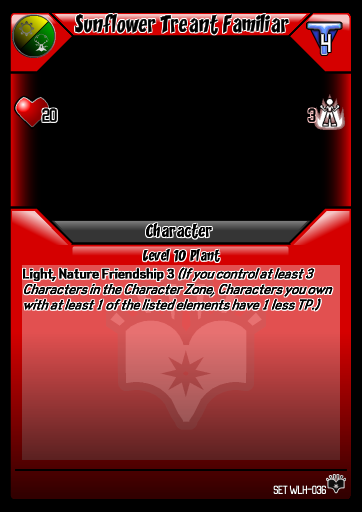 Sunflower Treant Familiar
4
20
3
Character
Level 10 Plant
Light, Nature Friendship 3 (If you control at least 3
Characters in the Character Zone, Characters you own
with at least 1 of the listed elements have 1 less TP.)
SET WLH-036